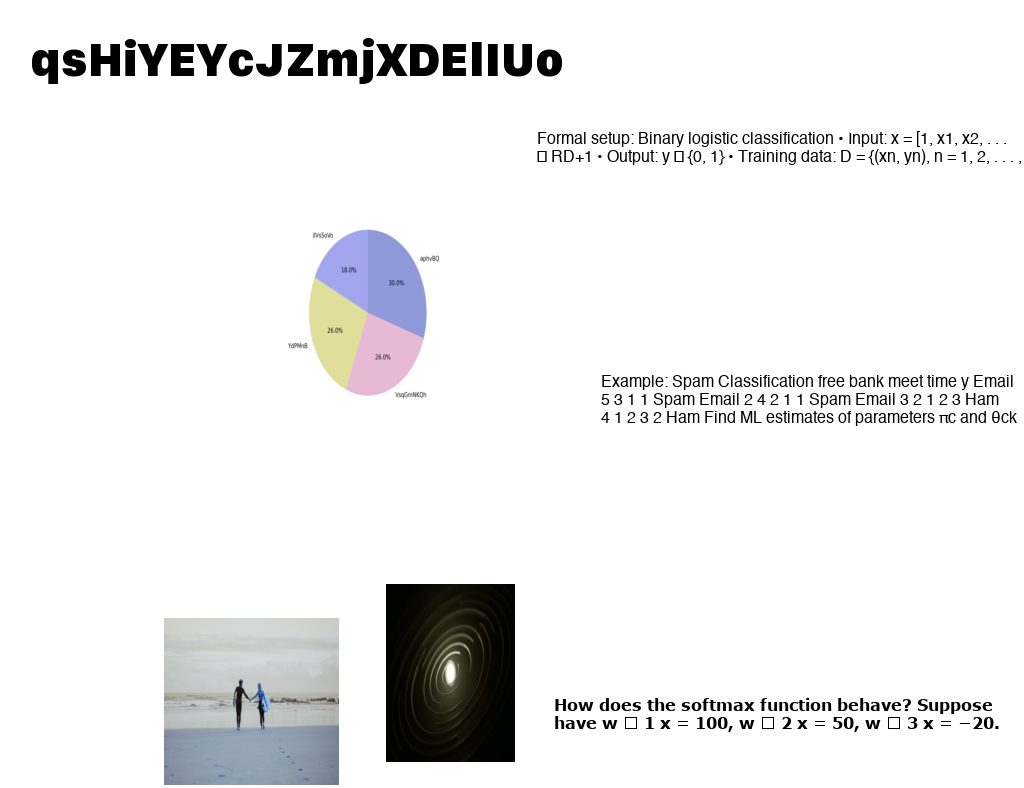 qsHiYEYcJZmjXDElIUo
Formal setup: Binary logistic classification • Input: x = [1, x1, x2, . . .
□ RD+1 • Output: y □ {0, 1} • Training data: D = {(xn, yn), n = 1, 2, . . . ,
iIVsSoVo
aphvBQ
18.0%
30.0%
26.0%
YdPMnB
26.0%
VsqGmNKQh
Example: Spam Classification free bank meet time y Email
5 3 1 1 Spam Email 2 4 2 1 1 Spam Email 3 2 1 2 3 Ham
4 1 2 3 2 Ham Find ML estimates of parameters πc and θck
How does the softmax function behave? Suppose
have w □ 1 x = 100, w □ 2 x = 50, w □ 3 x = −20.